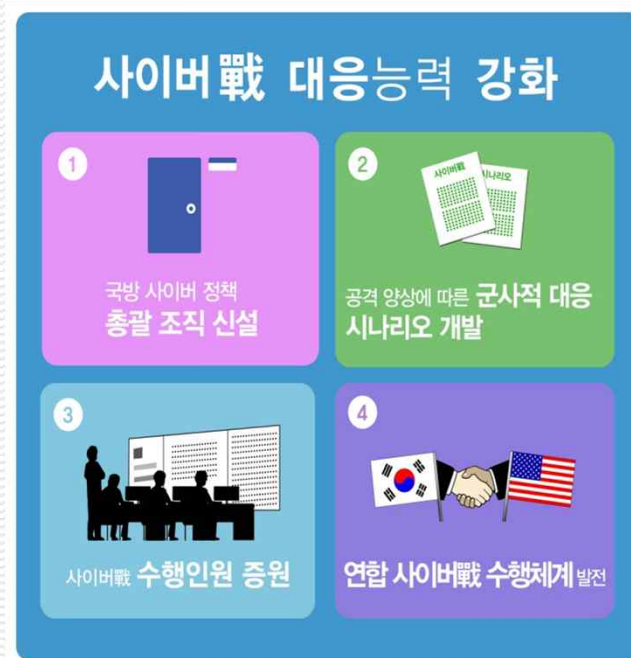 사이버戰 대응능력 강화
1
국방 사이버 정책
총괄 조직 신설
2
사이버戰
시나리오
공격 양상에 따른 군사적 대응
시나리오 개발
3
사이버戰 수행인원 증원
4
연합 사이버戰 수행체계 발전